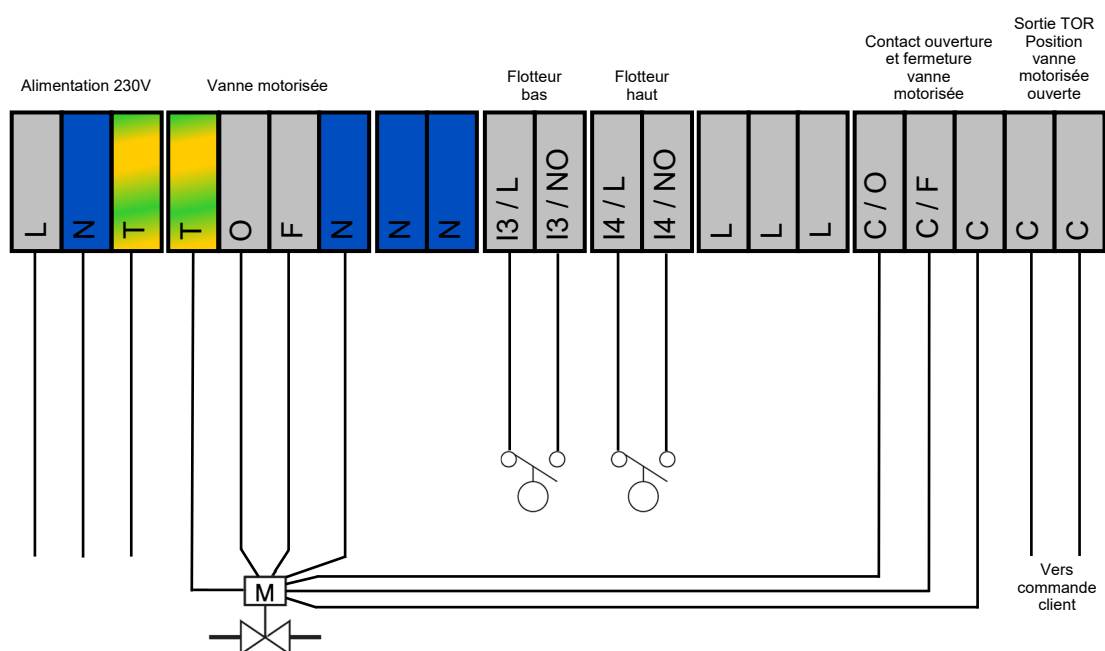 Alimentation 230V
Vanne motorisée
Flotteur
bas
Flotteur
haut
Contact ouverture
et fermeture
vanne
motorisée
Sortie TOR
Position
vanne
motorisée
ouverte
L
N
T
T
O
F
N
N
N
I3 / L
I3 / NO
I4 / L
I4 / NO
L
L
L
C / O
C / F
C
C
C
M
Vers
commande
client